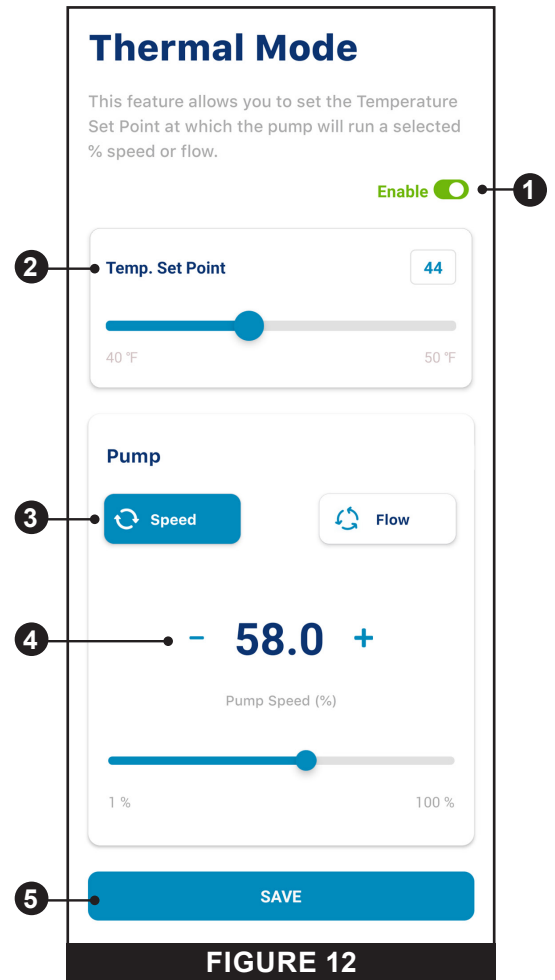 Thermal Mode
This feature allows you to set the Temperature
Set Point at which the pump will run a selected
% speed or flow.
Enable
1
2
Temp. Set Point 44
40 °F 50 °F
Pump
3
Speed Flow
4
- 58.0 +
Pump Speed (%)
1 % 100 %
5
SAVE
FIGURE 12